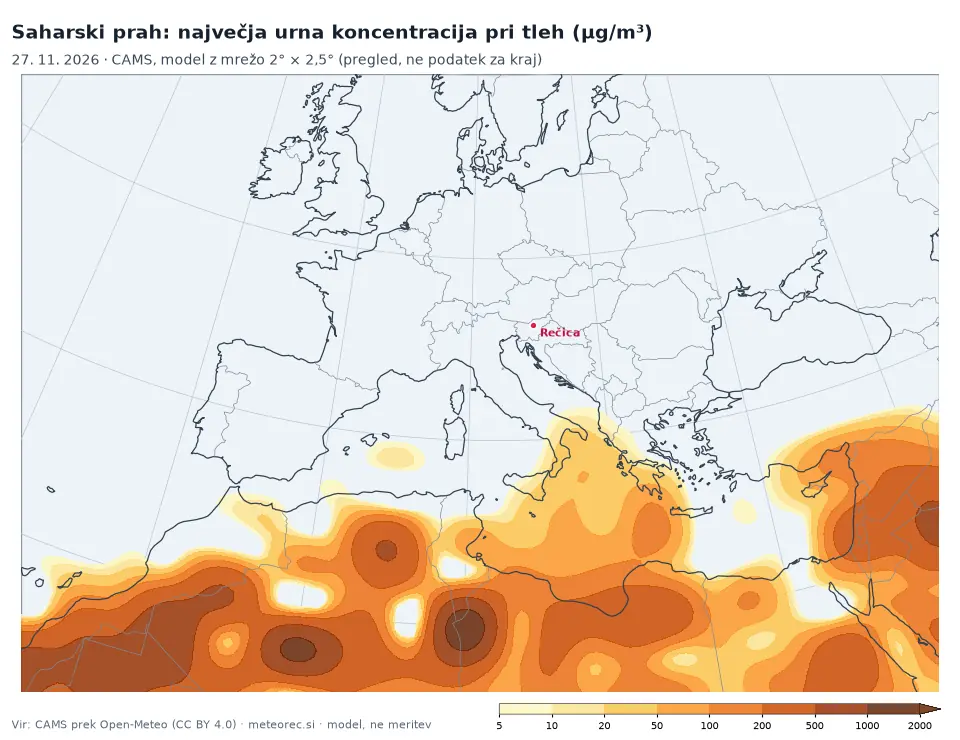 Saharski prah: največja urna koncentracija pri tleh (µg/m³)
27. 11. 2026 · CAMS, model z mrežo 2° × 2,5° (pregled, ne podatek za kraj)
Rečica
Vir: CAMS prek Open-Meteo (CC BY 4.0) · meteorec.si · model, ne meritev
5 10 20 50 100 200 500 1000 2000